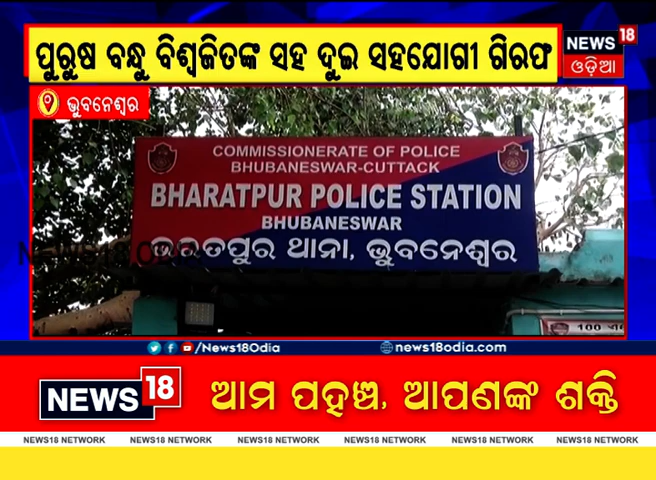 ପୁରୁଷ ବନ୍ଧୁ ବିଶ୍ୱଜିତଙ୍କ ସହ ଦୁଇ ସହଯୋଗୀ ଗିରଫ
NEWS 18
ଓଡ଼ିଆ
ଭୁବନେଶ୍ୱର
COMMISSIONERATE OF POLICE
BHUBANESWAR-CUTTACK
BHARATPUR POLICE STATION
BHUBANESWAR
ଭରତପୁର ଥାନା, ଭୁବନେଶ୍ୱର
100
/News18Odia
news18odia.com
NEWS 18
ଆମ ପହଞ୍ଚ, ଆପଣଙ୍କ ଶକ୍ତି
NEWS18 NETWORK NEWS18 NETWORK NEWS18 NETWORK NEWS18 NETWORK NEWS18 NETWORK NEWS18 NETWORK